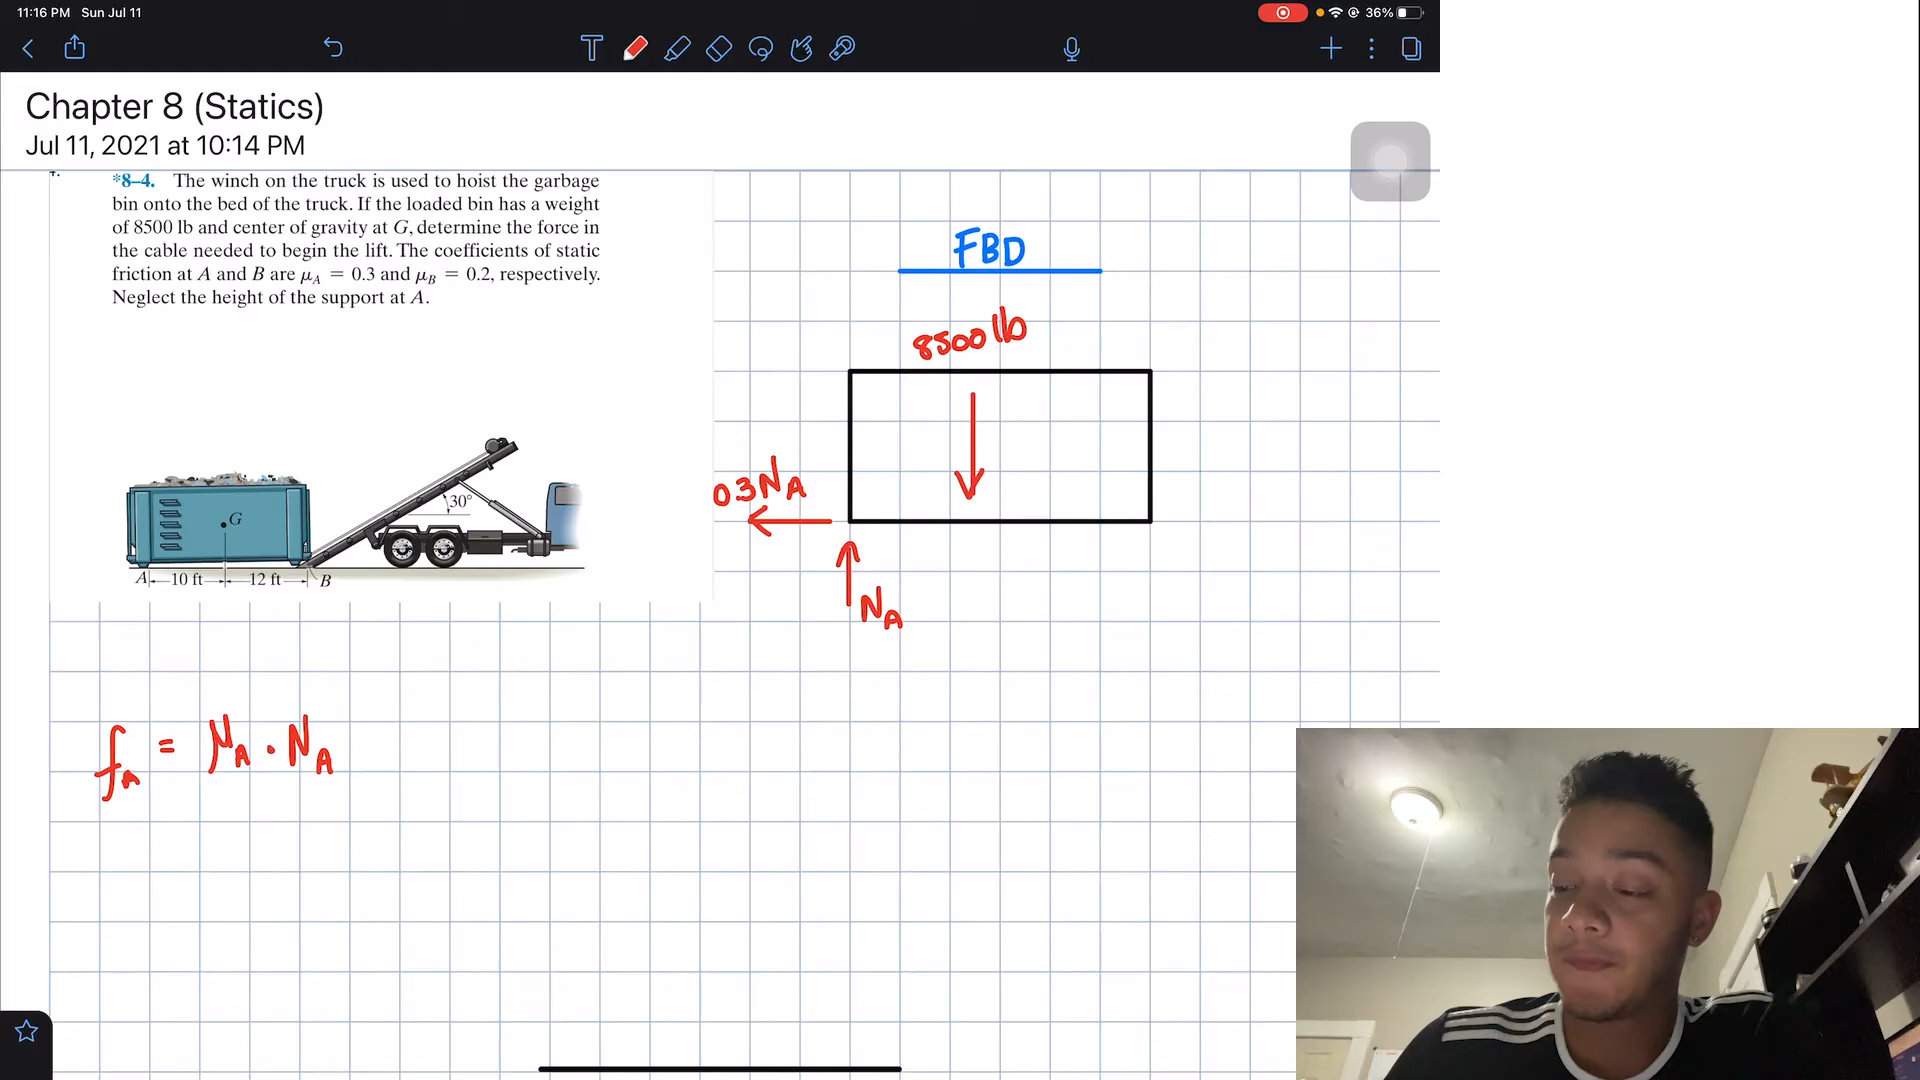 11:16 PM Sun Jul 11
36%
Chapter 8 (Statics)
Jul 11, 2021 at 10:14 PM
*8–4. The winch on the truck is used to hoist the garbage
bin onto the bed of the truck. If the loaded bin has a weight
of 8500 lb and center of gravity at G, determine the force in
the cable needed to begin the lift. The coefficients of static
friction at A and B are μA = 0.3 and μB = 0.2, respectively.
Neglect the height of the support at A.
FBD
8500 lb
0.3NA
NA
G
30°
A 10 ft 12 ft B
fA = μA · NA